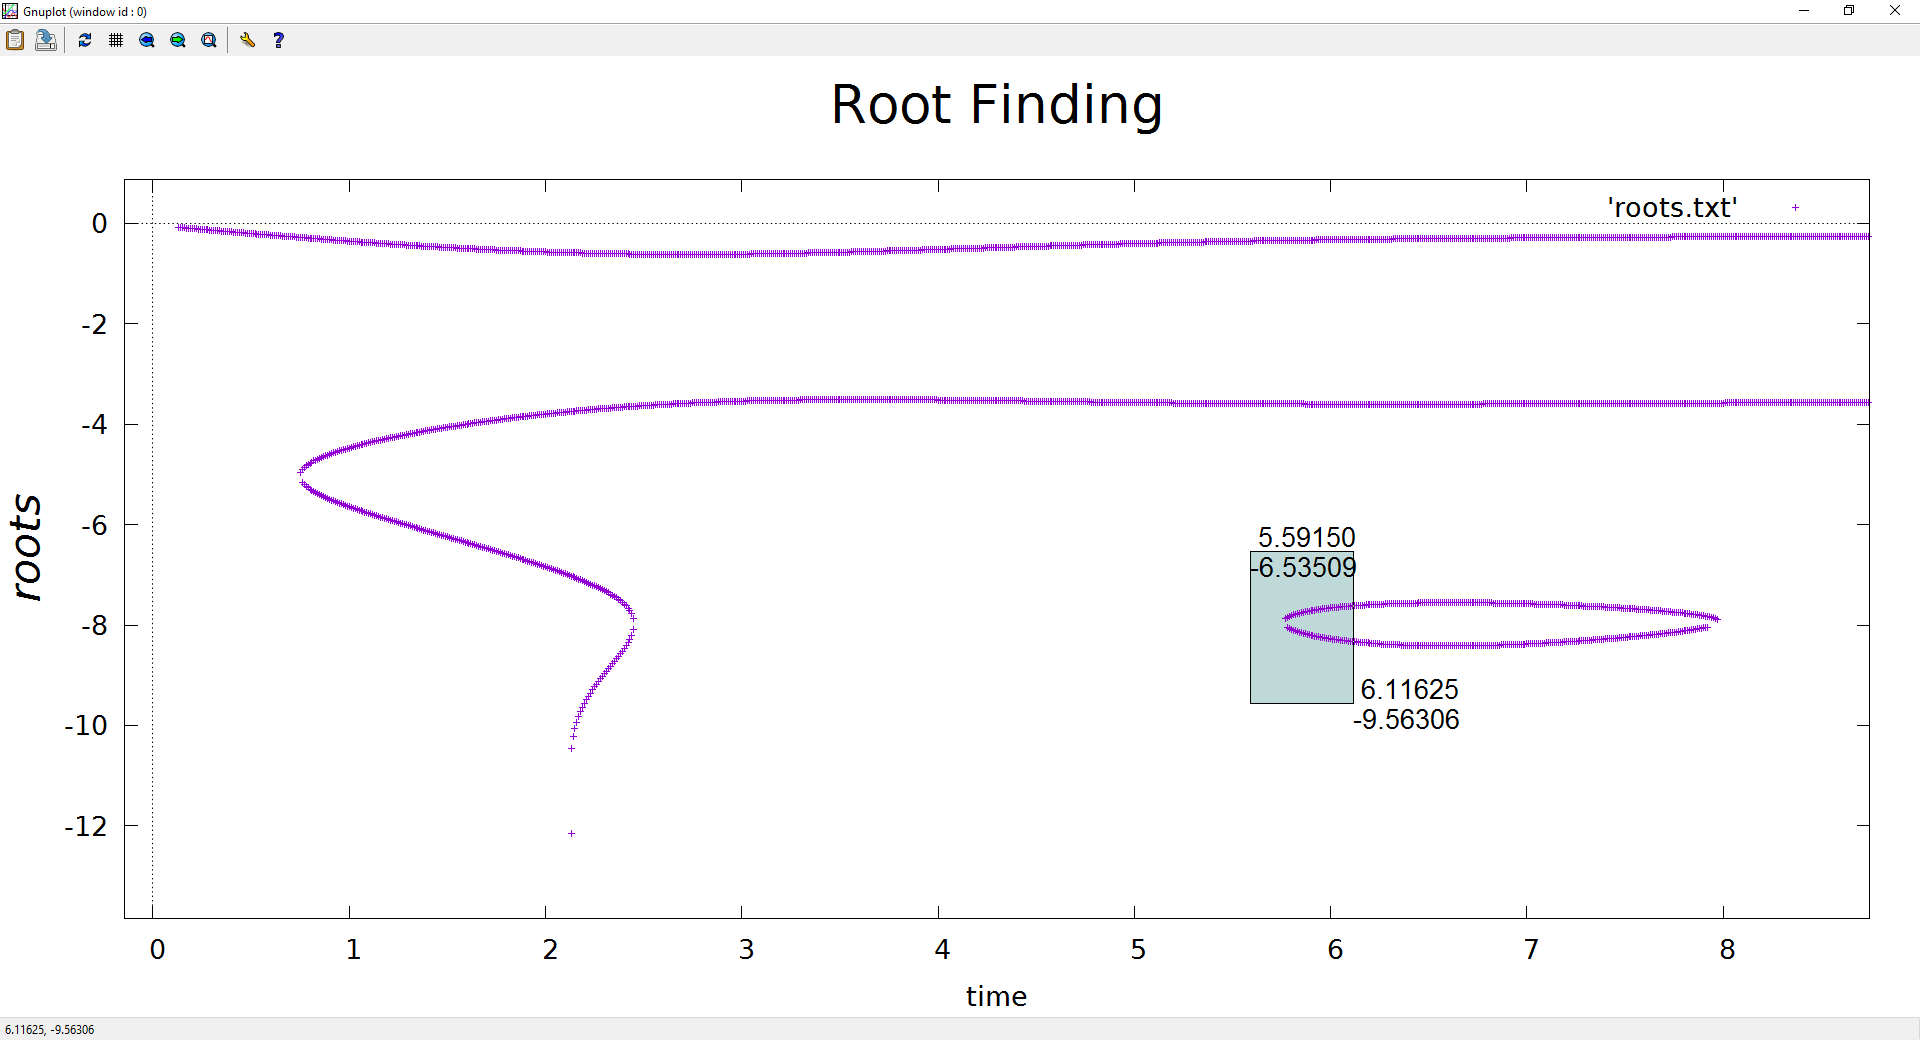 Gnuplot (window id : 0)
Root Finding
'roots.txt'
0
-2
-4
-6
-8
-10
-12
roots
5.59150
-6.53509
6.11625
-9.56306
0 1 2 3 4 5 6 7 8
time
6.11625, -9.56306